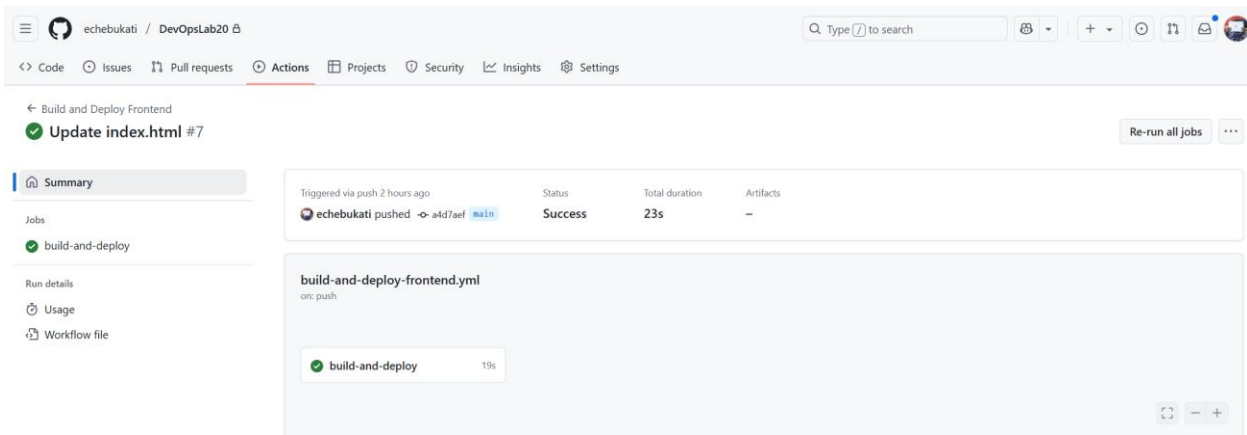 echebukati / DevOpsLab20
Type / to search
Code Issues Pull requests Actions Projects Security Insights Settings
Build and Deploy Frontend
Update index.html #7
Re-run all jobs
Summary
Jobs
build-and-deploy
Run details
Usage
Workflow file
Triggered via push 2 hours ago
echebukati pushed a4d7aef main
Status
Success
Total duration
23s
Artifacts
–
build-and-deploy-frontend.yml
on: push
build-and-deploy 19s